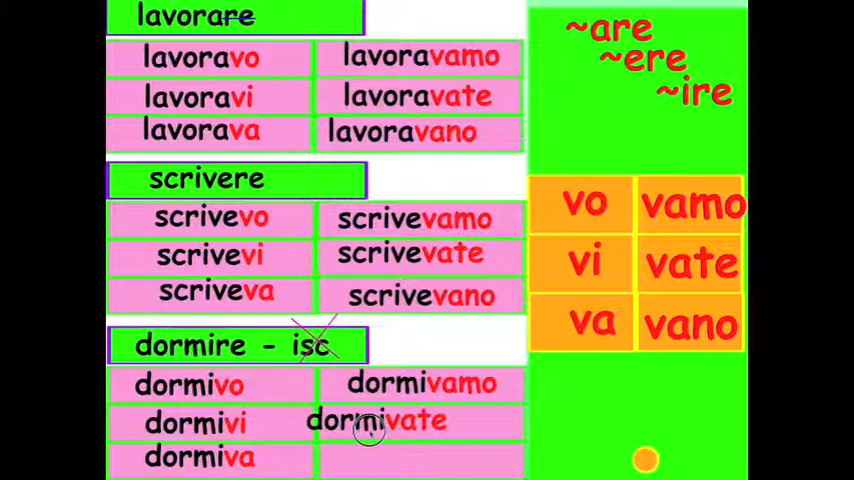 lavorare
lavoravo lavoravamo
lavoravi lavoravate
lavorava lavoravano
scrivere
scrivevo scrivevamo
scrivevi scrivevate
scriveva scrivevano
dormire - isc
dormivo dormivamo
dormivi dormivate
dormiva
~are
~ere
~ire
vo vamo
vi vate
va vano